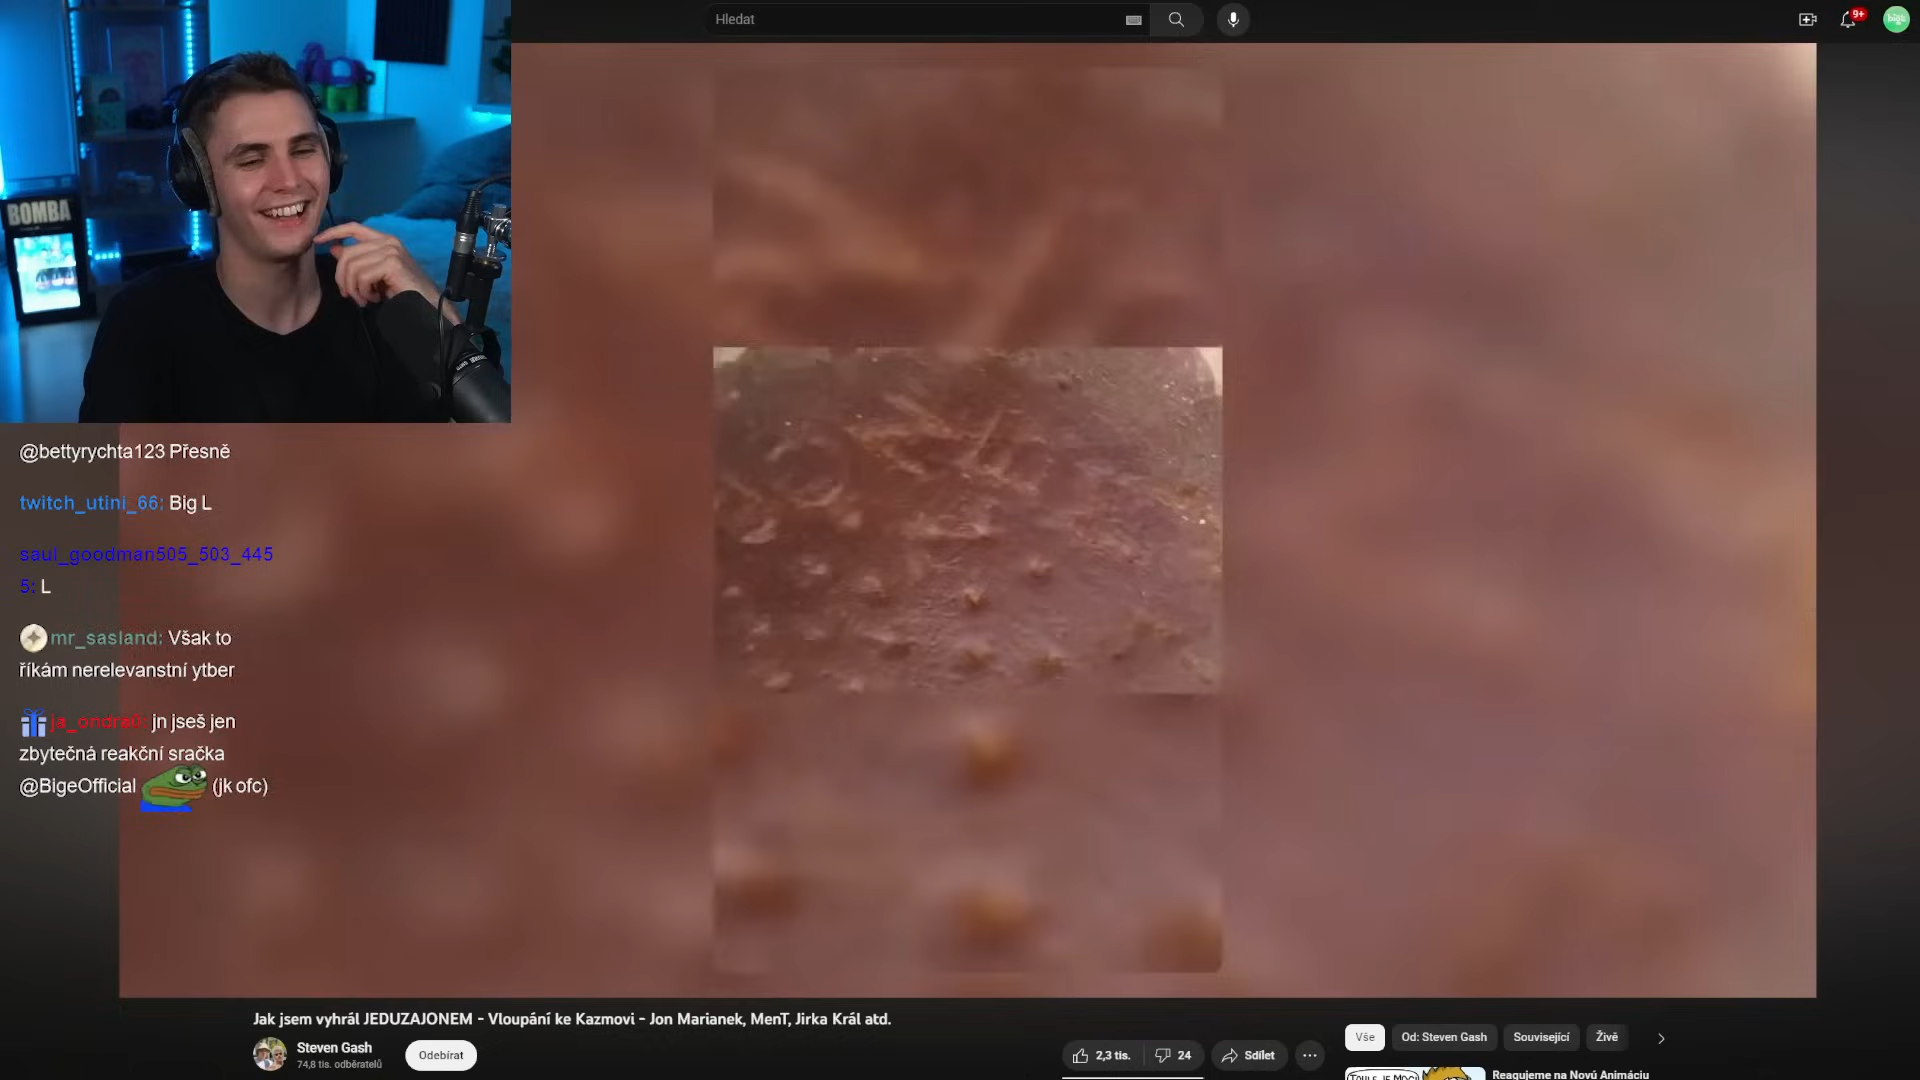 Hledat
9+
BOMBA
@bettyrychta123 Přesně
twitch_utini_66: Big L
saul_goodman505_503_445
5: L
mr_sasland: Však to
říkám nerelevanstní ytber
ja_ondra0: jn jseš jen
zbytečná reakční sračka
@BigeOfficial (jk ofc)
Jak jsem vyhrál JEDUZAJONEM - Vloupání ke Kazmovi - Jon Marianek, MenT, Jirka Král atd.
Steven Gash
74,8 tis. odběratelů
Odebírat
2,3 tis.
24
Sdílet
Vše
Od: Steven Gash
Související
Živě
Reagujeme na Novú Animáciu